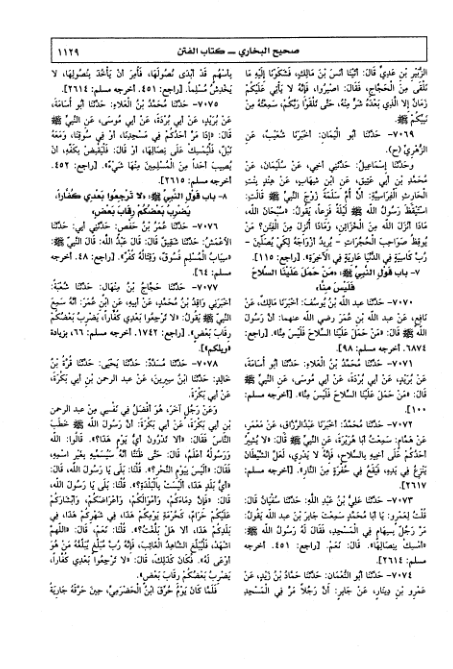 صحيح البخاري — كتاب الفتن
١١٢٩
الزُّبَيْرِ بْنِ عَدِيٍّ قَالَ: أَتَيْنَا أَنَسَ بْنَ مَالِكٍ، فَشَكَوْنَا إِلَيْهِ مَا
نَلْقَى مِنَ الْحَجَّاجِ، فَقَالَ: اصْبِرُوا، فَإِنَّهُ لَا يَأْتِي عَلَيْكُمْ
زَمَانٌ إِلَّا الَّذِي بَعْدَهُ شَرٌّ مِنْهُ، حَتَّى تَلْقَوْا رَبَّكُمْ، سَمِعْتُهُ مِنْ
نَبِيِّكُمْ ﷺ.
٧٠٦٩- حَدَّثَنَا أَبُو الْيَمَانِ: أَخْبَرَنَا شُعَيْبٌ، عَنِ
الزُّهْرِيِّ (ح)
وحَدَّثَنَا إِسْمَاعِيلُ: حَدَّثَنِي أَخِي، عَنْ سُلَيْمَانَ، عَنْ
مُحَمَّدِ بْنِ أَبِي عَتِيقٍ، عَنِ ابْنِ شِهَابٍ، عَنْ هِنْدٍ بِنْتِ
الْحَارِثِ الْفِرَاسِيَّةِ: أَنَّ أُمَّ سَلَمَةَ زَوْجَ النَّبِيِّ ﷺ قَالَتْ:
اسْتَيْقَظَ رَسُولُ اللَّهِ ﷺ لَيْلَةً فَزِعاً، يَقُولُ: «سُبْحَانَ اللَّهِ،
مَاذَا أَنْزَلَ اللَّهُ مِنَ الْخَزَائِنِ، وَمَاذَا أُنْزِلَ مِنَ الْفِتَنِ؟ مَنْ
يُوقِظُ صَوَاحِبَ الْحُجُرَاتِ - يُرِيدُ أَزْوَاجَهُ لِكَيْ يُصَلِّينَ -
رُبَّ كَاسِيَةٍ فِي الدُّنْيَا عَارِيَةٍ فِي الْآخِرَةِ». [راجع: ١١٥].
٧- باب قَوْلِ النَّبِيِّ ﷺ: «مَنْ حَمَلَ عَلَيْنَا السِّلَاحَ
فَلَيْسَ مِنَّا»
٧٠٧٠- حَدَّثَنَا عَبْدُ اللَّهِ بْنُ يُوسُفَ: أَخْبَرَنَا مَالِكٌ، عَنْ
نَافِعٍ، عَنْ عَبْدِ اللَّهِ بْنِ عُمَرَ رضي الله عنهما: أَنَّ رَسُولَ
اللَّهِ ﷺ قَالَ: «مَنْ حَمَلَ عَلَيْنَا السِّلَاحَ فَلَيْسَ مِنَّا». [راجع:
٦٨٧٤. أخرجه مسلم: ٩٨].
٧٠٧١- حَدَّثَنَا مُحَمَّدُ بْنُ الْعَلَاءِ: حَدَّثَنَا أَبُو أُسَامَةَ،
عَنْ بُرَيْدٍ، عَنْ أَبِي بُرْدَةَ، عَنْ أَبِي مُوسَى، عَنِ النَّبِيِّ ﷺ
قَالَ: «مَنْ حَمَلَ عَلَيْنَا السِّلَاحَ فَلَيْسَ مِنَّا». [أخرجه مسلم:
١٠٠].
٧٠٧٢- حَدَّثَنَا مُحَمَّدٌ: أَخْبَرَنَا عَبْدُ الرَّزَّاقِ، عَنْ مَعْمَرٍ،
عَنْ هَمَّامٍ: سَمِعْتُ أَبَا هُرَيْرَةَ، عَنِ النَّبِيِّ ﷺ قَالَ: «لَا يُشِيرُ
أَحَدُكُمْ عَلَى أَخِيهِ بِالسِّلَاحِ، فَإِنَّهُ لَا يَدْرِي، لَعَلَّ الشَّيْطَانَ
يَنْزِعُ فِي يَدِهِ، فَيَقَعُ فِي حُفْرَةٍ مِنَ النَّارِ». [أخرجه مسلم:
٢٦١٧].
٧٠٧٣- حَدَّثَنَا عَلِيُّ بْنُ عَبْدِ اللَّهِ: حَدَّثَنَا سُفْيَانُ قَالَ:
قُلْتُ لِعَمْرٍو: يَا أَبَا مُحَمَّدٍ سَمِعْتَ جَابِرَ بْنَ عَبْدِ اللَّهِ يَقُولُ:
مَرَّ رَجُلٌ بِسِهَامٍ فِي الْمَسْجِدِ، فَقَالَ لَهُ رَسُولُ اللَّهِ ﷺ:
«أَمْسِكْ بِنِصَالِهَا». قَالَ: نَعَمْ. [راجع: ٤٥١. أخرجه
مسلم: ٢٦١٤].
٧٠٧٤- حَدَّثَنَا أَبُو النُّعْمَانِ: حَدَّثَنَا حَمَّادُ بْنُ زَيْدٍ، عَنْ
عَمْرِو بْنِ دِينَارٍ، عَنْ جَابِرٍ: أَنَّ رَجُلاً مَرَّ فِي الْمَسْجِدِ
بِأَسْهُمٍ قَدْ أَبْدَى نُصُولَهَا، فَأُمِرَ أَنْ يَأْخُذَ بِنُصُولِهَا، لَا
يَخْدِشُ مُسْلِماً. [راجع: ٤٥١. أخرجه مسلم: ٢٦١٤].
٧٠٧٥- حَدَّثَنَا مُحَمَّدُ بْنُ الْعَلَاءِ: حَدَّثَنَا أَبُو أُسَامَةَ،
عَنْ بُرَيْدٍ، عَنْ أَبِي بُرْدَةَ، عَنْ أَبِي مُوسَى، عَنِ النَّبِيِّ ﷺ
قَالَ: «إِذَا مَرَّ أَحَدُكُمْ فِي مَسْجِدِنَا، أَوْ فِي سُوقِنَا، وَمَعَهُ
نَبْلٌ، فَلْيُمْسِكْ عَلَى نِصَالِهَا، أَوْ قَالَ: فَلْيَقْبِضْ بِكَفِّهِ، أَنْ
يُصِيبَ أَحَداً مِنَ الْمُسْلِمِينَ مِنْهَا شَيْءٌ». [راجع: ٤٥٢.
أخرجه مسلم: ٢٦١٥].
٨- باب قَوْلِ النَّبِيِّ ﷺ: «لَا تَرْجِعُوا بَعْدِي كُفَّاراً،
يَضْرِبُ بَعْضُكُمْ رِقَابَ بَعْضٍ»
٧٠٧٦- حَدَّثَنَا عُمَرُ بْنُ حَفْصٍ: حَدَّثَنِي أَبِي: حَدَّثَنَا
الْأَعْمَشُ: حَدَّثَنَا شَقِيقٌ قَالَ: قَالَ عَبْدُ اللَّهِ: قَالَ النَّبِيُّ ﷺ:
«سِبَابُ الْمُسْلِمِ فُسُوقٌ، وَقِتَالُهُ كُفْرٌ». [راجع: ٤٨. أخرجه
مسلم: ٦٤].
٧٠٧٧- حَدَّثَنَا حَجَّاجُ بْنُ مِنْهَالٍ: حَدَّثَنَا شُعْبَةُ:
أَخْبَرَنِي وَاقِدُ بْنُ مُحَمَّدٍ، عَنْ أَبِيهِ، عَنِ ابْنِ عُمَرَ: أَنَّهُ سَمِعَ
النَّبِيَّ ﷺ يَقُولُ: «لَا تَرْجِعُوا بَعْدِي كُفَّاراً، يَضْرِبُ بَعْضُكُمْ
رِقَابَ بَعْضٍ». [راجع: ١٧٤٢. أخرجه مسلم: ٦٦، بزيادة
«ويلكم»].
٧٠٧٨- حَدَّثَنَا مُسَدَّدٌ: حَدَّثَنَا يَحْيَى: حَدَّثَنَا قُرَّةُ بْنُ
خَالِدٍ: حَدَّثَنَا ابْنُ سِيرِينَ، عَنْ عبد الرحمن بْنِ أَبِي بَكْرَةَ،
عَنْ أَبِي بَكْرَةَ.
وَعَنْ رَجُلٍ آخَرَ، هُوَ أَفْضَلُ فِي نَفْسِي مِنْ عبد الرحمن
بْنِ أَبِي بَكْرَةَ، عَنْ أَبِي بَكْرَةَ: أَنَّ رَسُولَ اللَّهِ ﷺ خَطَبَ
النَّاسَ فَقَالَ: «أَلَا تَدْرُونَ أَيُّ يَوْمٍ هَذَا؟». قَالُوا: اللَّهُ
وَرَسُولُهُ أَعْلَمُ، قَالَ: حَتَّى ظَنَنَّا أَنَّهُ سَيُسَمِّيهِ بِغَيْرِ اسْمِهِ،
فَقَالَ: «أَلَيْسَ بِيَوْمِ النَّحْرِ؟». قُلْنَا: بَلَى يَا رَسُولَ اللَّهِ، قَالَ:
«أَيُّ بَلَدٍ هَذَا، أَلَيْسَتْ بِالْبَلْدَةِ؟». قُلْنَا: بَلَى يَا رَسُولَ اللَّهِ،
قَالَ: «فَإِنَّ دِمَاءَكُمْ، وَأَمْوَالَكُمْ، وَأَعْرَاضَكُمْ، وَأَبْشَارَكُمْ
عَلَيْكُمْ حَرَامٌ، كَحُرْمَةِ يَوْمِكُمْ هَذَا، فِي شَهْرِكُمْ هَذَا، فِي
بَلَدِكُمْ هَذَا، أَلَا هَلْ بَلَّغْتُ؟». قُلْنَا: نَعَمْ، قَالَ: «اللَّهُمَّ
اشْهَدْ، فَلْيُبَلِّغِ الشَّاهِدُ الْغَائِبَ، فَإِنَّهُ رُبَّ مُبَلِّغٍ يُبَلِّغُهُ مَنْ هُوَ
أَوْعَى لَهُ». فَكَانَ كَذَلِكَ، قَالَ: «لَا تَرْجِعُوا بَعْدِي كُفَّاراً،
يَضْرِبُ بَعْضُكُمْ رِقَابَ بَعْضٍ».
فَلَمَّا كَانَ يَوْمُ حُرِّقَ ابْنُ الْحَضْرَمِيِّ، حِينَ حَرَّقَهُ جَارِيَةُ